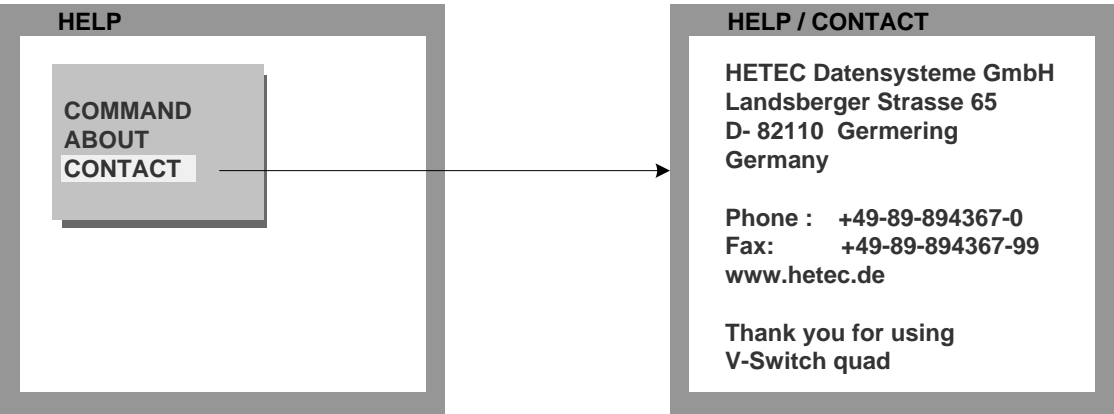 HELP
COMMAND
ABOUT
CONTACT
HELP / CONTACT
HETEC Datensysteme GmbH
Landsberger Strasse 65
D- 82110 Germering
Germany
Phone : +49-89-894367-0
Fax: +49-89-894367-99
www.hetec.de
Thank you for using
V-Switch quad